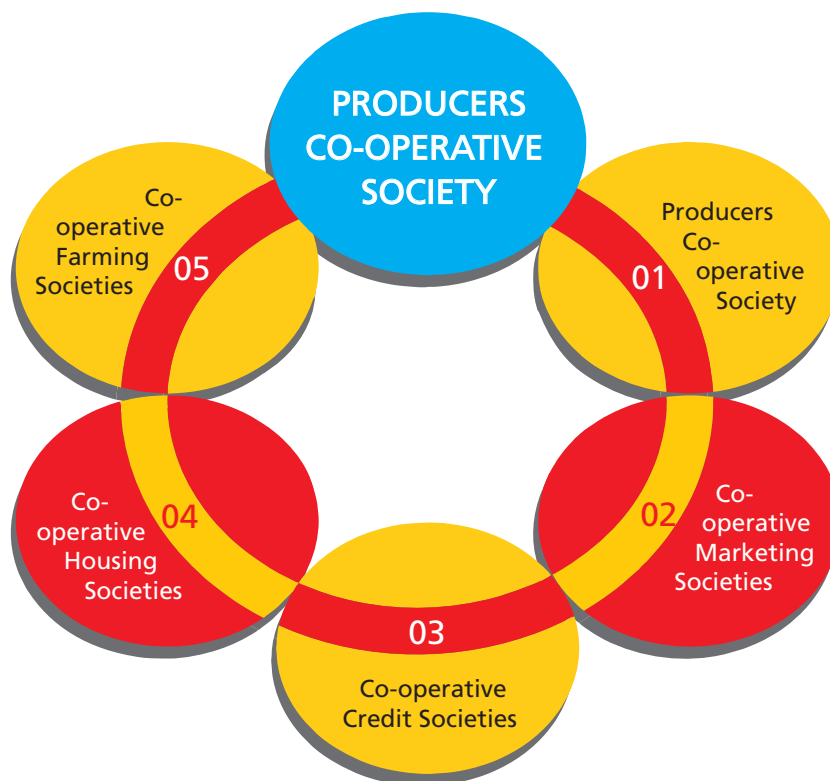 PRODUCERS
CO-OPERATIVE
SOCIETY
Producers
Co-
operative
Society
01
Co-
operative
Marketing
Societies
02
03
Co-operative
Credit Societies
Co-
operative
Housing
Societies
04
Co-
operative
Farming
Societies
05